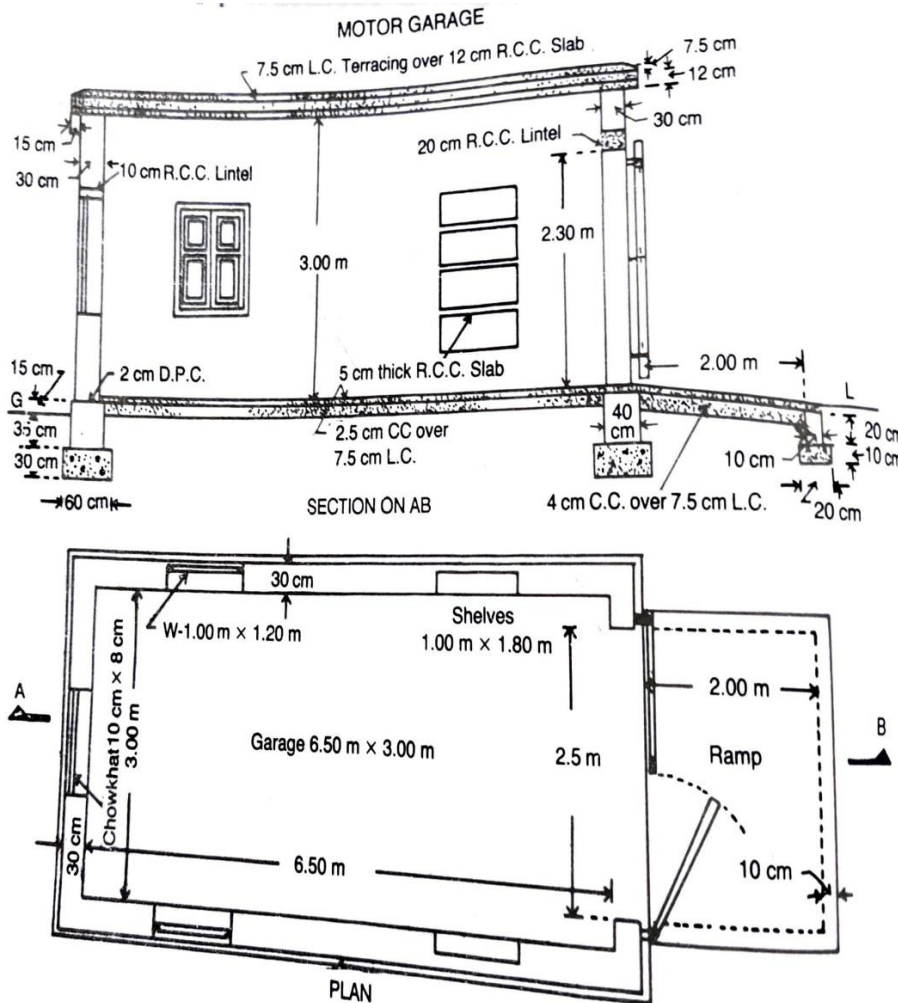 MOTOR GARAGE
7.5 cm L.C. Terracing over 12 cm R.C.C. Slab
7.5 cm
12 cm
15 cm
30 cm
10 cm R.C.C. Lintel
20 cm R.C.C. Lintel
30 cm
3.00 m
2.30 m
15 cm
2 cm D.P.C.
5 cm thick R.C.C. Slab
2.00 m
G
L
35 cm
30 cm
2.5 cm CC over
7.5 cm L.C.
40
cm
10 cm
20 cm
10 cm
60 cm
SECTION ON AB
4 cm C.C. over 7.5 cm L.C.
20 cm
30 cm
W-1.00 m × 1.20 m
Shelves
1.00 m × 1.80 m
A
Chowkhat 10 cm × 8 cm
3.00 m
Garage 6.50 m × 3.00 m
2.5 m
2.00 m
Ramp
B
30 cm
6.50 m
10 cm
PLAN